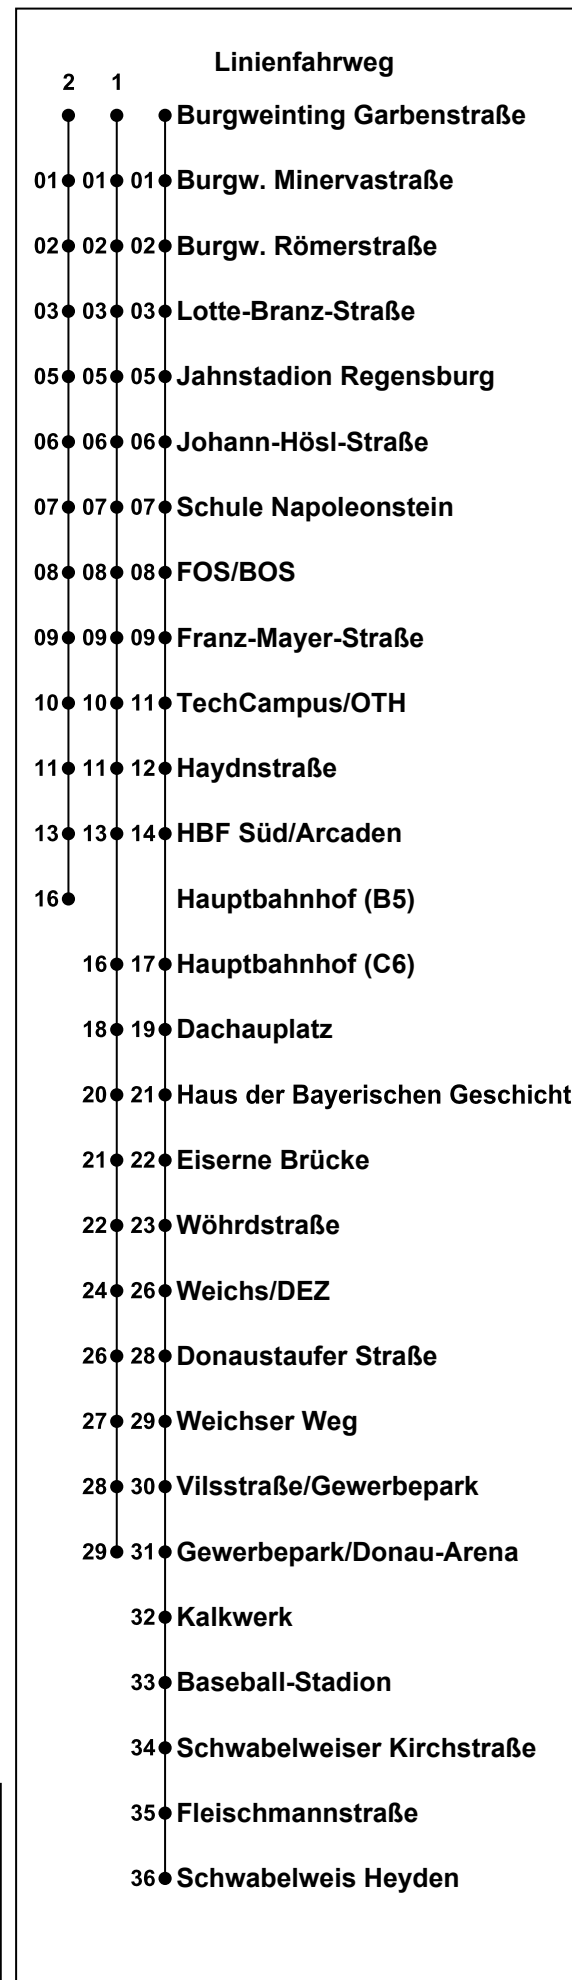 Linienfahrweg
2 1
Burgweinting Garbenstraße
01 01 01 Burgw. Minervastraße
02 02 02 Burgw. Römerstraße
03 03 03 Lotte-Branz-Straße
05 05 05 Jahnstadion Regensburg
06 06 06 Johann-Hösl-Straße
07 07 07 Schule Napoleonstein
08 08 08 FOS/BOS
09 09 09 Franz-Mayer-Straße
10 10 11 TechCampus/OTH
11 11 12 Haydnstraße
13 13 14 HBF Süd/Arcaden
16 Hauptbahnhof (B5)
16 17 Hauptbahnhof (C6)
18 19 Dachauplatz
20 21 Haus der Bayerischen Geschicht
21 22 Eiserne Brücke
22 23 Wöhrdstraße
24 26 Weichs/DEZ
26 28 Donaustaufer Straße
27 29 Weichser Weg
28 30 Vilsstraße/Gewerbepark
29 31 Gewerbepark/Donau-Arena
32 Kalkwerk
33 Baseball-Stadion
34 Schwabelweiser Kirchstraße
35 Fleischmannstraße
36 Schwabelweis Heyden